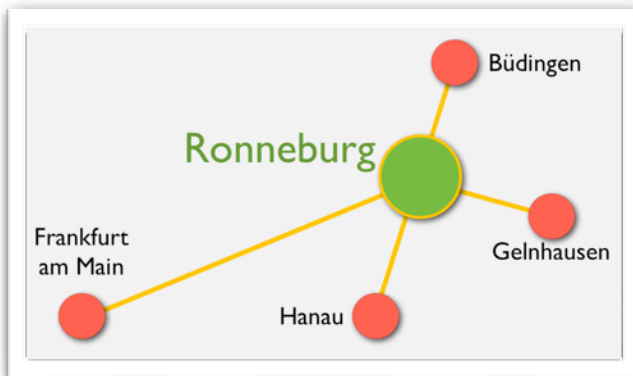 Büdingen
Ronneburg
Frankfurt
am Main
Gelnhausen
Hanau